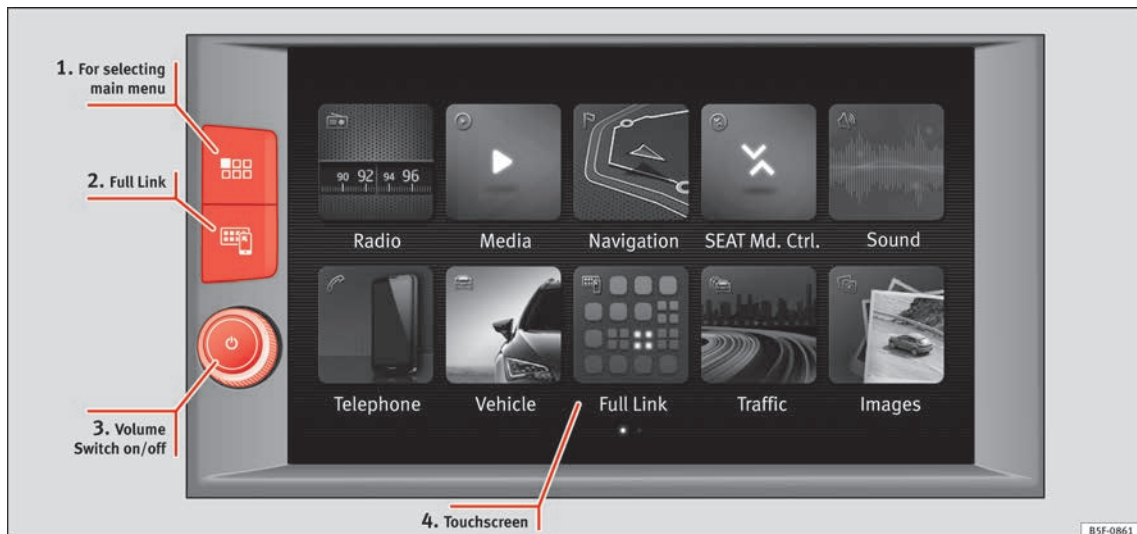 1. For selecting
main menu
2. Full Link
3. Volume
Switch on/off
90 92 94 96
Radio
Media
Navigation
SEAT Md. Ctrl.
Sound
Telephone
Vehicle
Full Link
Traffic
Images
4. Touchscreen
B5F-0861